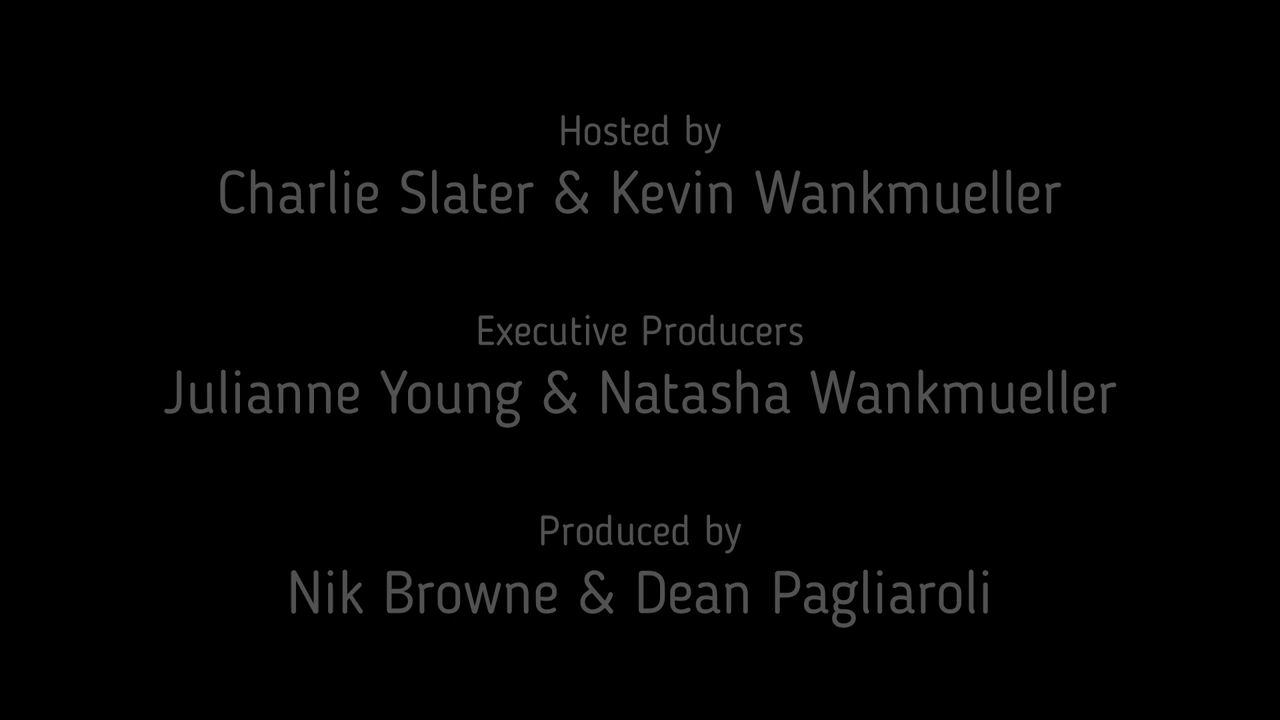 Hosted by
Charlie Slater & Kevin Wankmueller
Executive Producers
Julianne Young & Natasha Wankmueller
Produced by
Nik Browne & Dean Pagliaroli